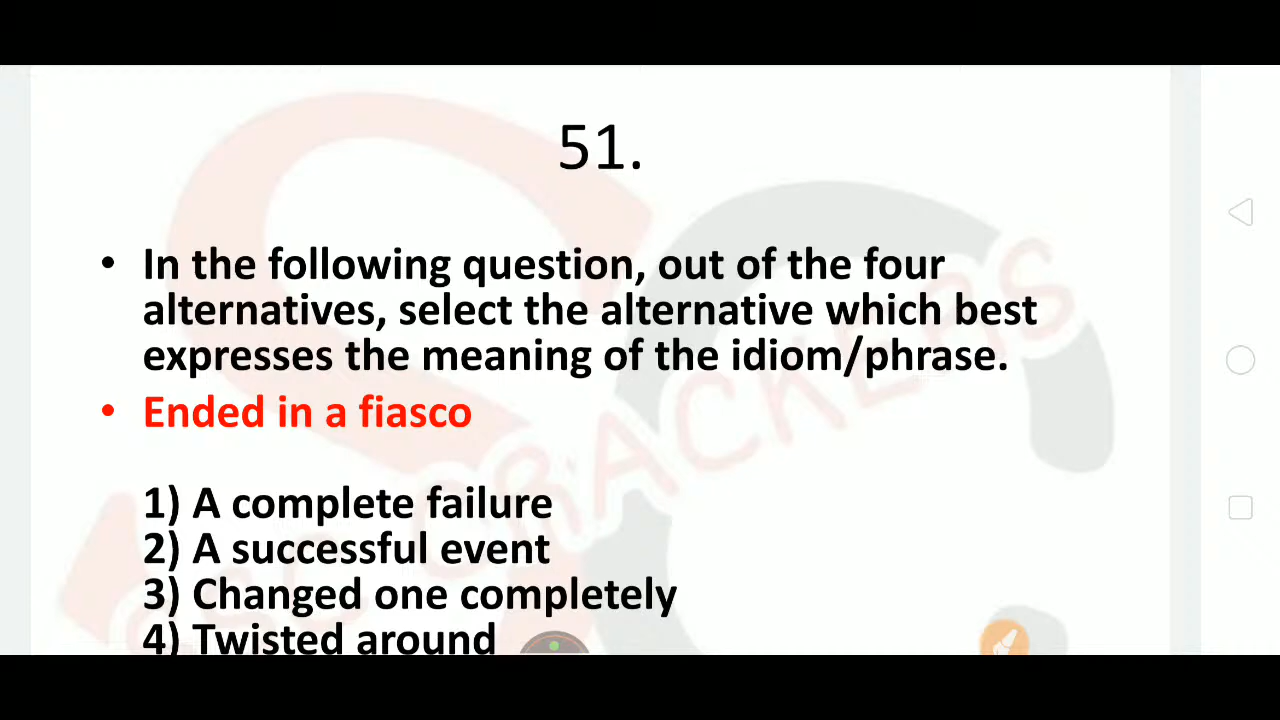 51.
• In the following question, out of the four
alternatives, select the alternative which best
expresses the meaning of the idiom/phrase.
• Ended in a fiasco
1) A complete failure
2) A successful event
3) Changed one completely
4) Twisted around
CRACKERS